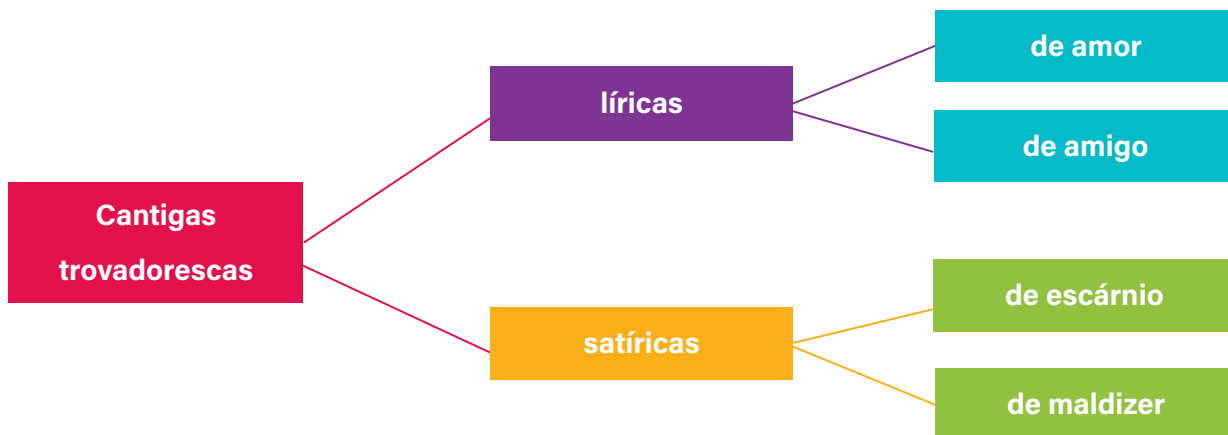 Cantigas
trovadorescas
líricas
de amor
de amigo
satíricas
de escárnio
de maldizer